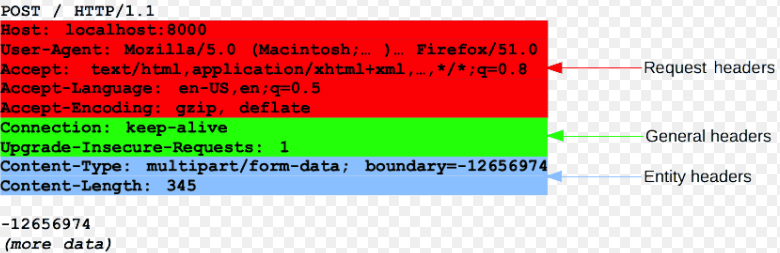 POST / HTTP/1.1
Host: localhost:8000
User-Agent: Mozilla/5.0 (Macintosh;… )… Firefox/51.0
Accept: text/html,application/xhtml+xml,…,*/*;q=0.8
Accept-Language: en-US,en;q=0.5
Accept-Encoding: gzip, deflate
Request headers
Connection: keep-alive
Upgrade-Insecure-Requests: 1
General headers
Content-Type: multipart/form-data; boundary=-12656974
Content-Length: 345
Entity headers
-12656974
(more data)